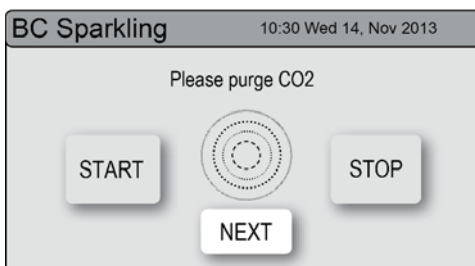 BC Sparkling 10:30 Wed 14, Nov 2013
Please purge CO2
START STOP
NEXT